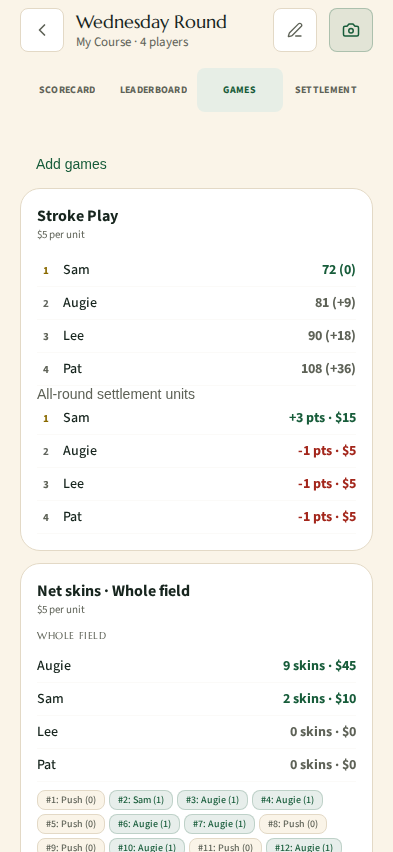 Wednesday Round
My Course · 4 players
SCORECARD LEADERBOARD GAMES SETTLEMENT
Add games
Stroke Play
$5 per unit
1 Sam 72 (0)
2 Augie 81 (+9)
3 Lee 90 (+18)
4 Pat 108 (+36)
All-round settlement units
1 Sam +3 pts · $15
2 Augie -1 pts · $5
3 Lee -1 pts · $5
4 Pat -1 pts · $5
Net skins · Whole field
$5 per unit
WHOLE FIELD
Augie 9 skins · $45
Sam 2 skins · $10
Lee 0 skins · $0
Pat 0 skins · $0
#1: Push (0) #2: Sam (1) #3: Augie (1) #4: Augie (1)
#5: Push (0) #6: Augie (1) #7: Augie (1) #8: Push (0)
#9: Push (0) #10: Augie (1) #11: Push (0) #12: Augie (1)